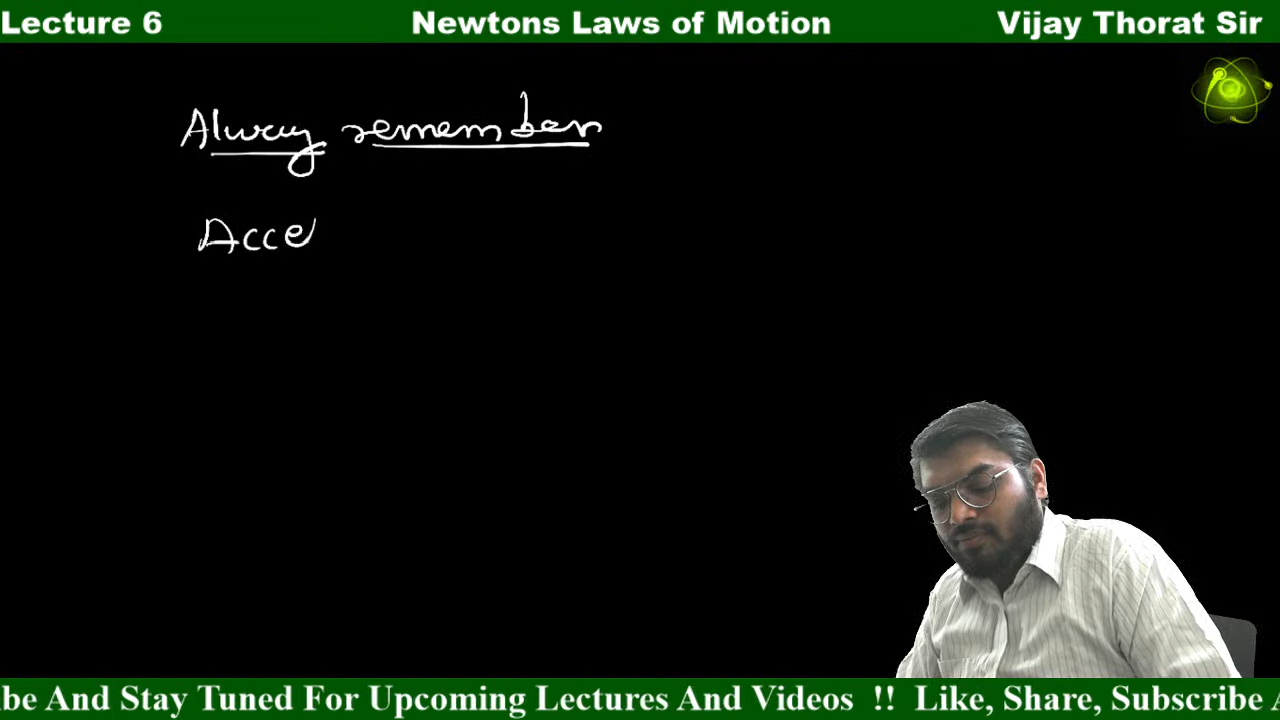 Lecture 6 Newtons Laws of Motion Vijay Thorat Sir
Alway remember
Acce
be And Stay Tuned For Upcoming Lectures And Videos !! Like, Share, Subscribe A